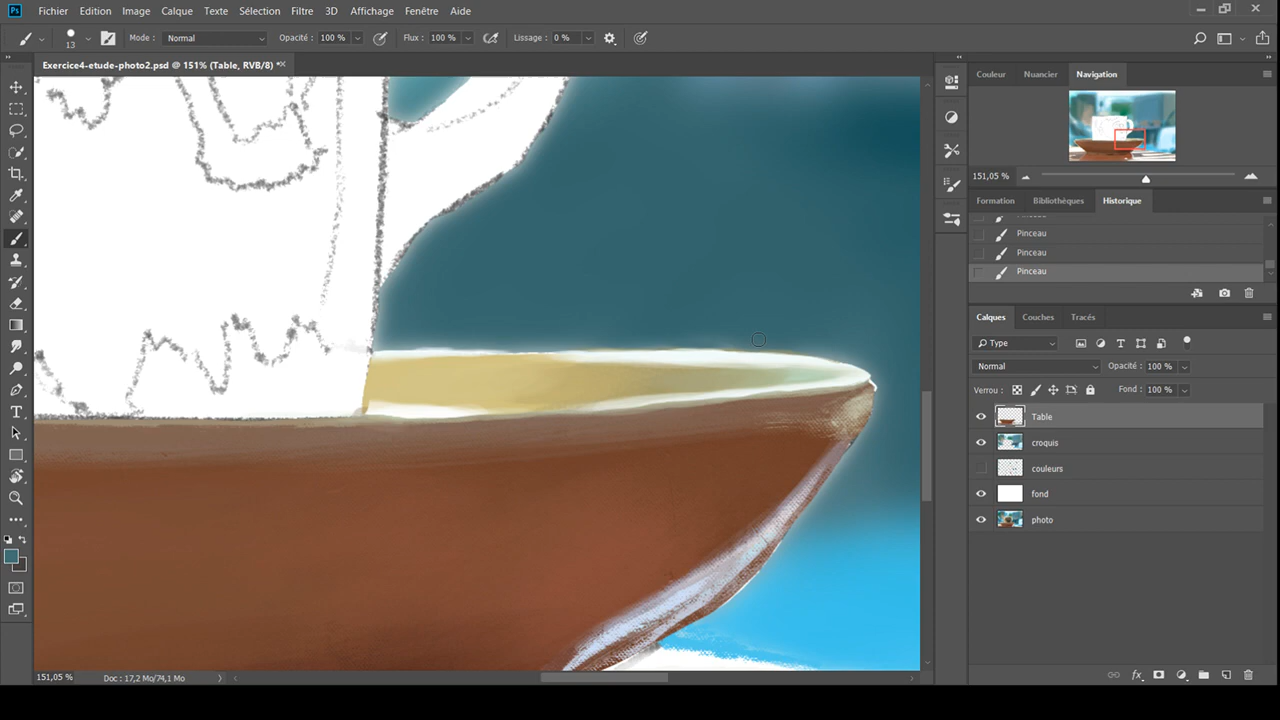 Ps Fichier Edition Image Calque Texte Sélection Filtre 3D Affichage Fenêtre Aide
13 Mode : Normal Opacité : 100 % Flux : 100 % Lissage : 0 %
Exercice4-etude-photo2.psd @ 151% (Table, RVB/8) *
Couleur Nuancier Navigation
151,05 %
Formation Bibliothèques Historique
Pinceau
Pinceau
Pinceau
Calques Couches Tracés
Type
Normal Opacité : 100 %
Verrou : Fond : 100 %
Table
croquis
couleurs
fond
photo
151,05 % Doc : 17,2 Mo/74,1 Mo